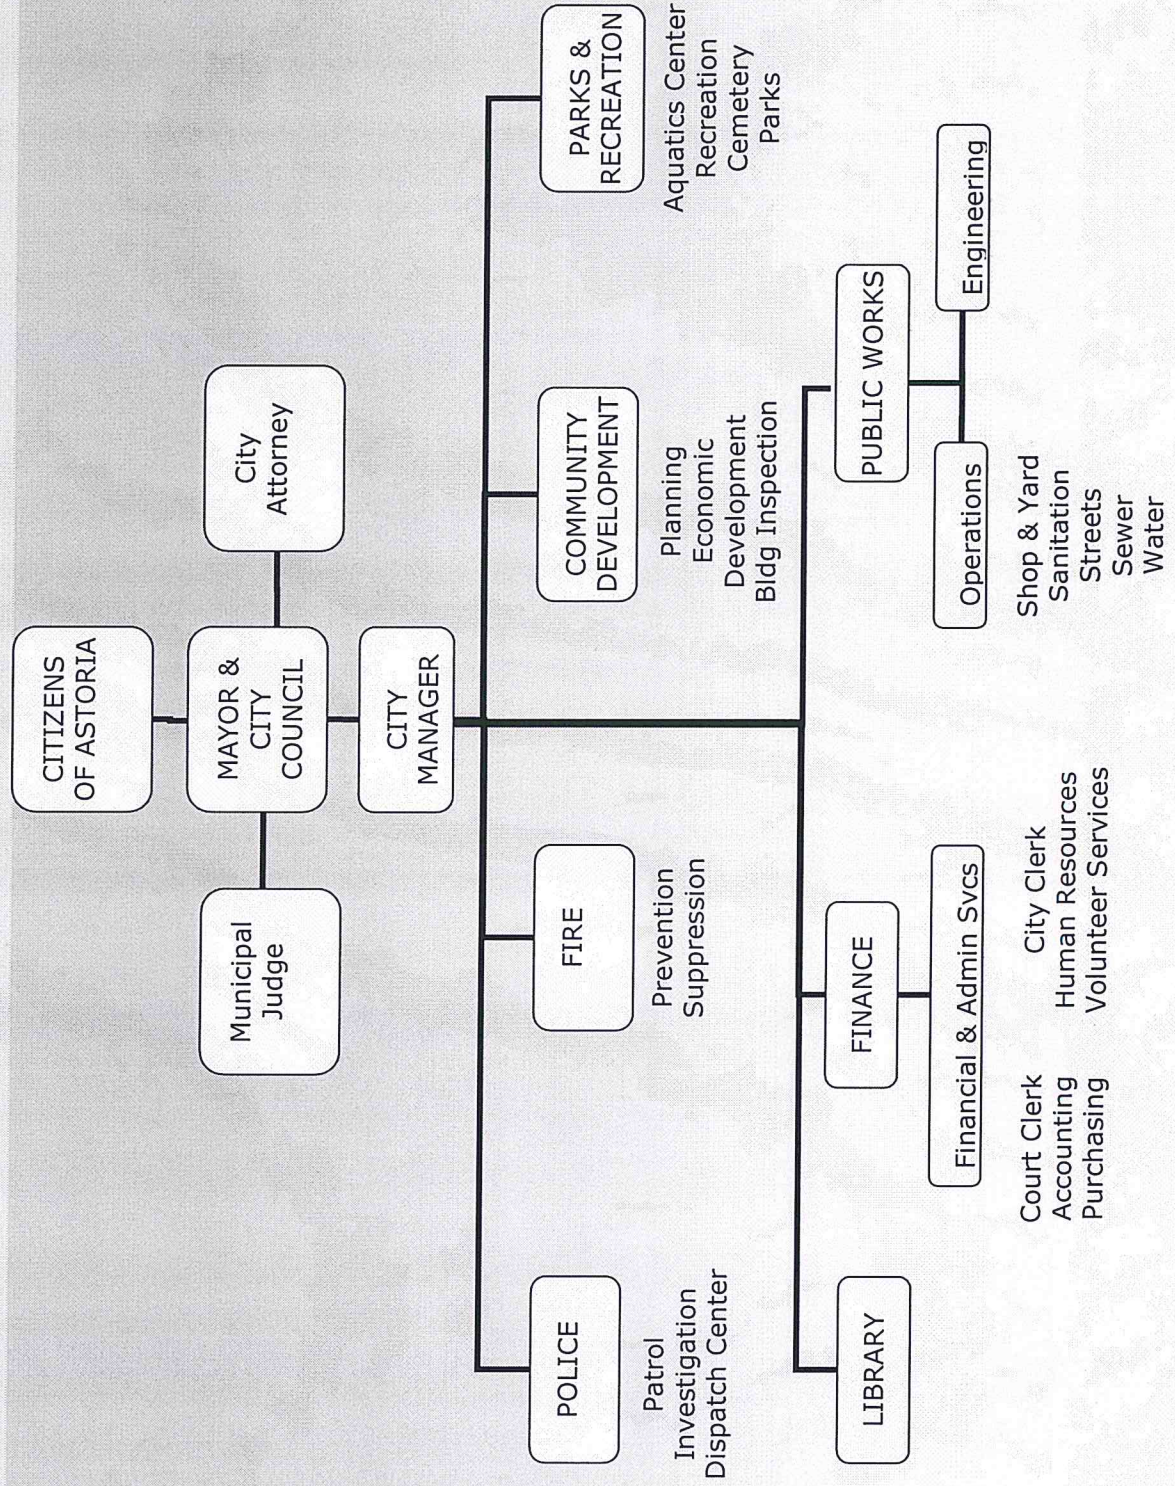 CITIZENS
OF ASTORIA
Municipal
Judge
MAYOR &
CITY
COUNCIL
City
Attorney
CITY
MANAGER
POLICE
Patrol
Investigation
Dispatch Center
FIRE
Prevention
Suppression
COMMUNITY
DEVELOPMENT
Planning
Economic
Development
Bldg Inspection
PARKS &
RECREATION
Aquatics Center
Recreation
Cemetery
Parks
LIBRARY
FINANCE
Financial & Admin Svcs
Court Clerk
Accounting
Purchasing
City Clerk
Human Resources
Volunteer Services
PUBLIC WORKS
Operations
Shop & Yard
Sanitation
Streets
Sewer
Water
Engineering